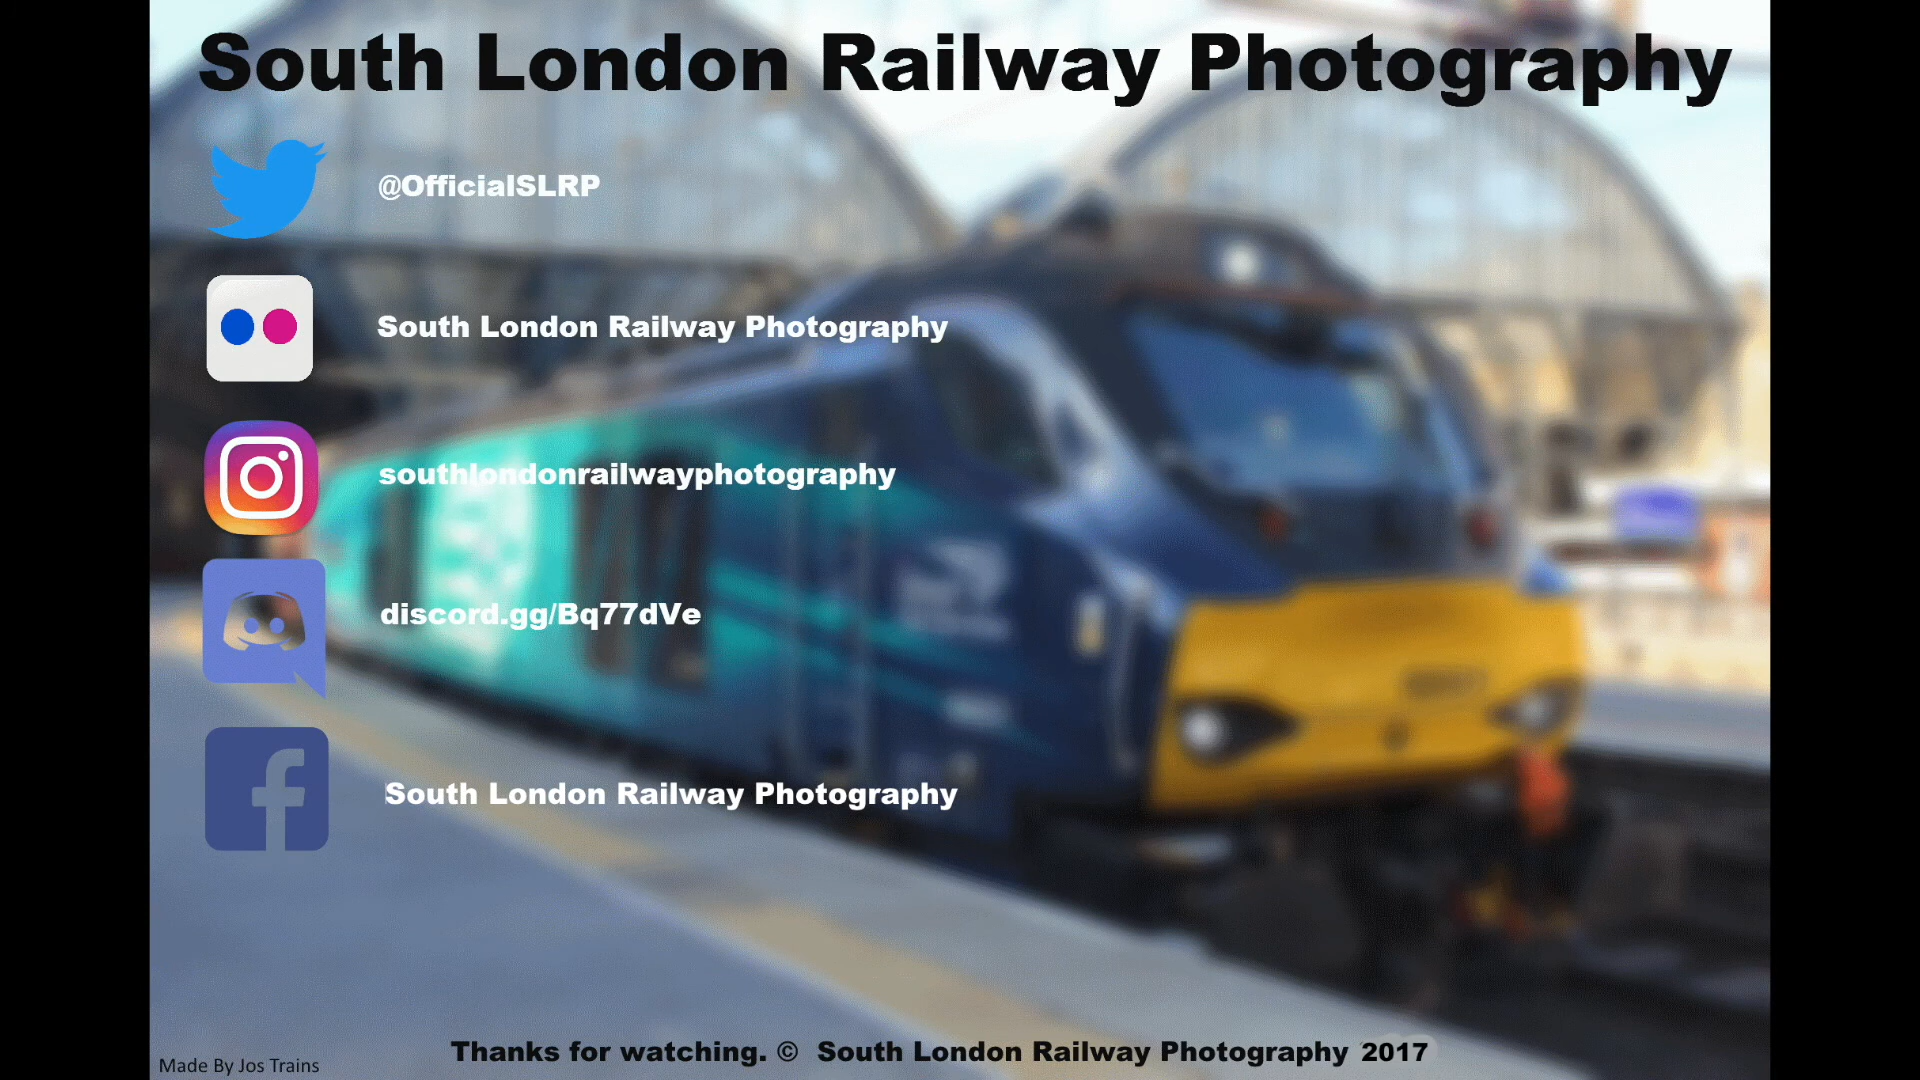 South London Railway Photography
@OfficialSLRP
South London Railway Photography
southlondonrailwayphotography
discord.gg/Bq77dVe
South London Railway Photography
Thanks for watching. © South London Railway Photography 2017
Made By Jos Trains